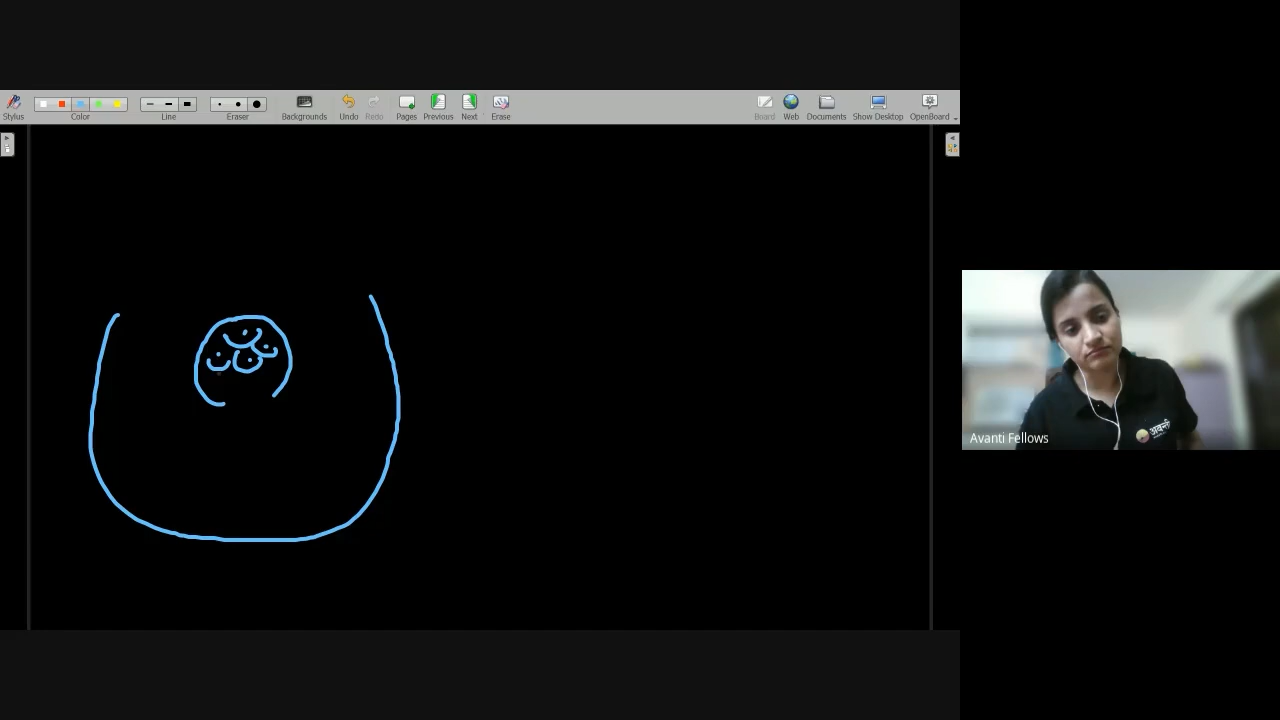 Stylus Color Line Eraser Backgrounds Undo Redo Pages Previous Next Erase Board Web Documents Show Desktop OpenBoard
अवन्ती
Avanti Fellows